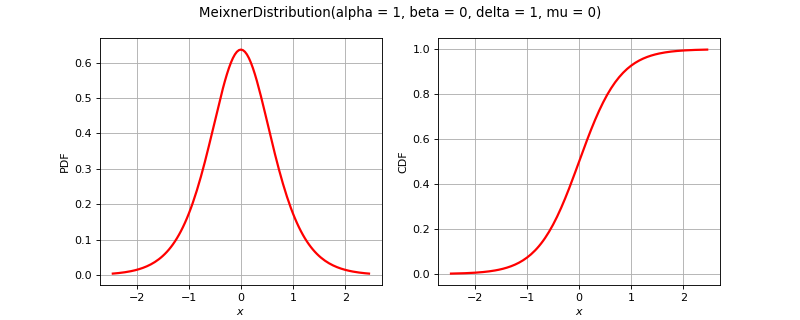 MeixnerDistribution(alpha = 1, beta = 0, delta = 1, mu = 0)
PDF
0.6
0.5
0.4
0.3
0.2
0.1
0.0
−2 −1 0 1 2
x
CDF
1.0
0.8
0.6
0.4
0.2
0.0
−2 −1 0 1 2
x